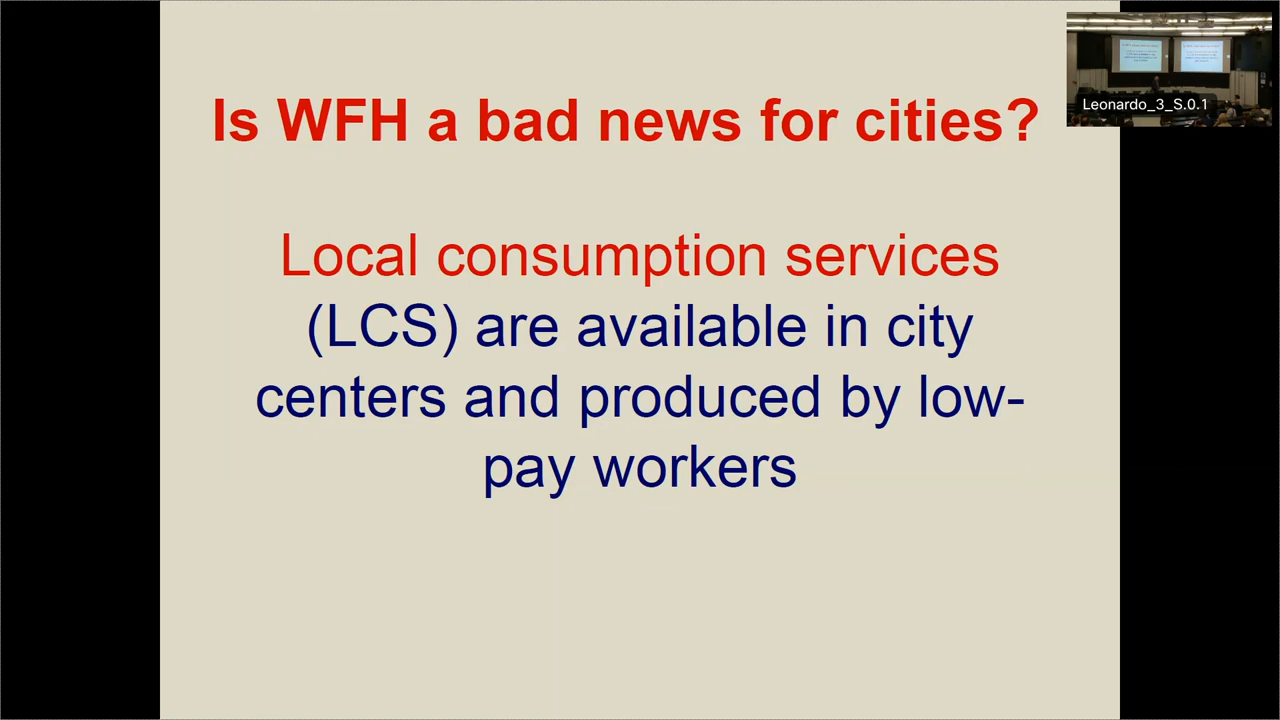 Is WFH a bad news for cities?
Local consumption services
(LCS) are available in city
centers and produced by low-
pay workers
Leonardo_3_S.0.1